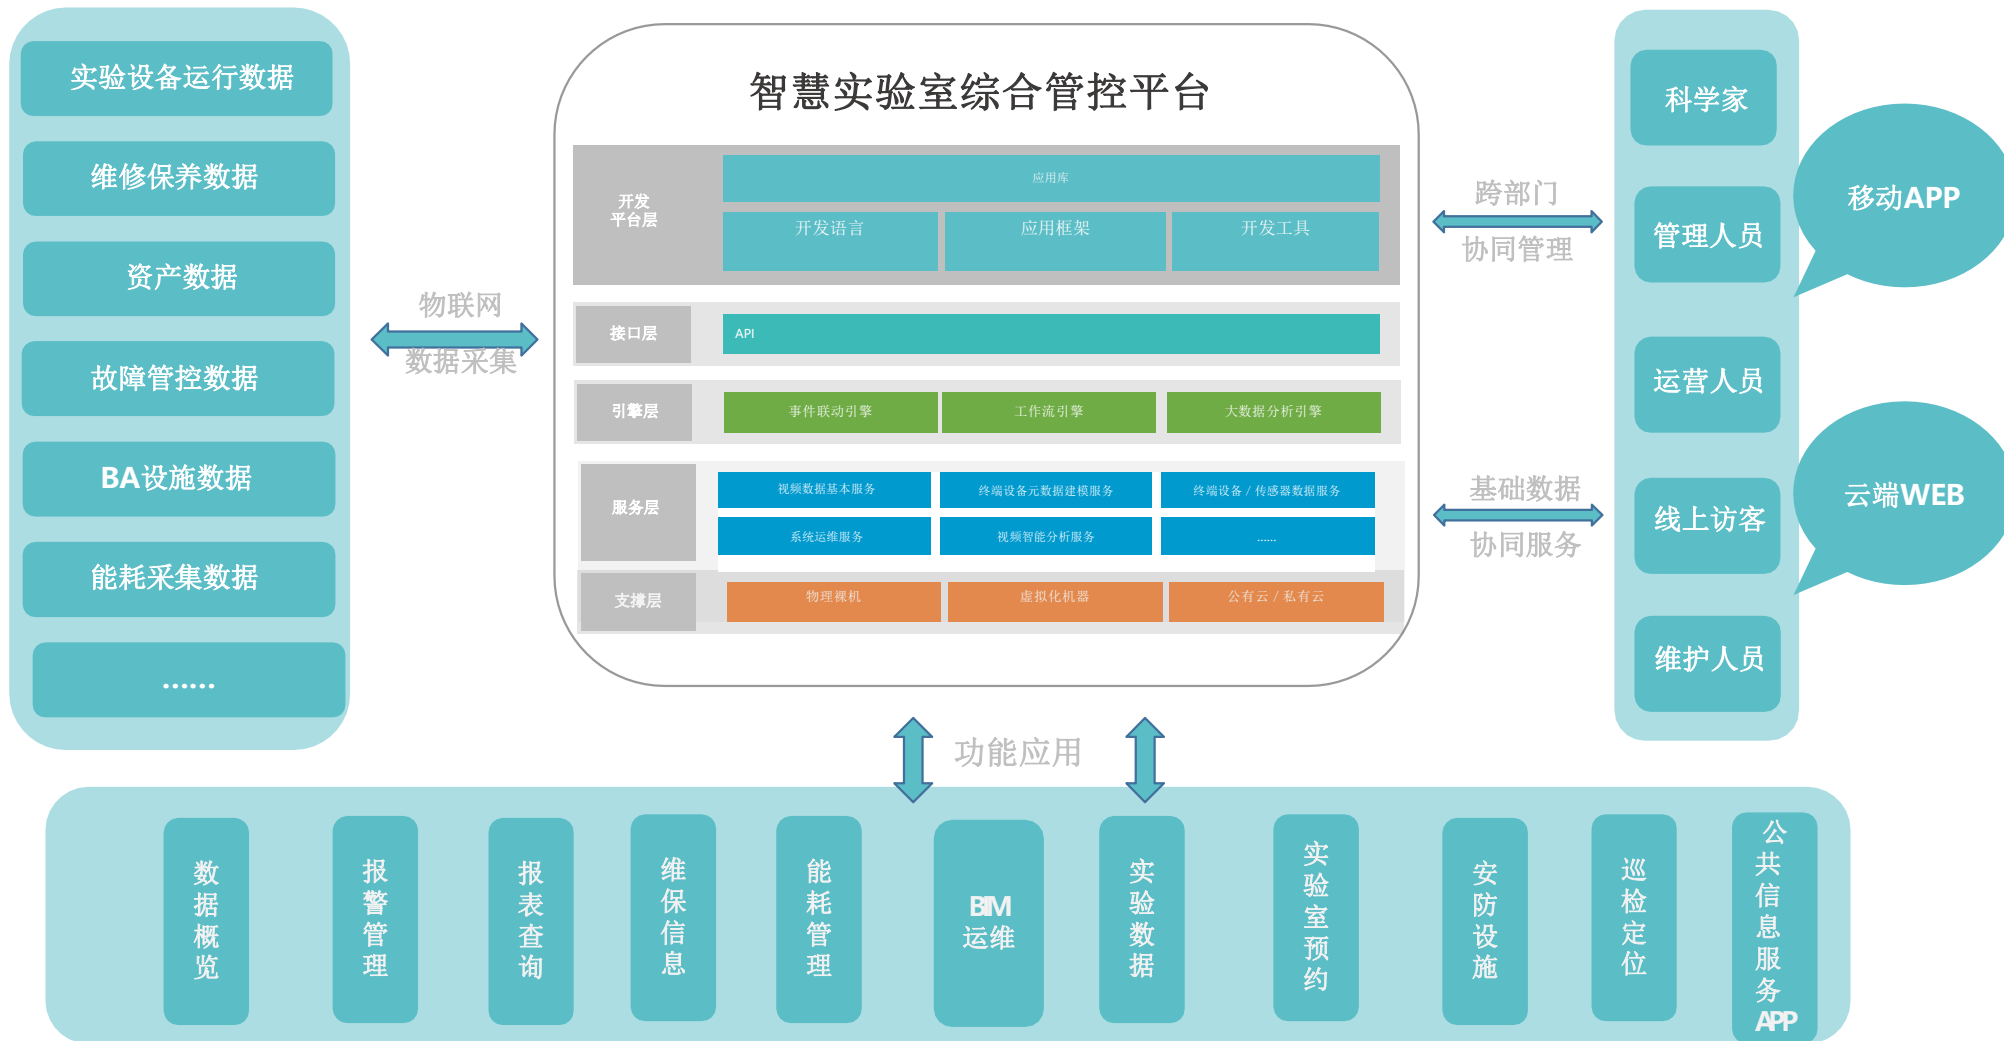 实验设备运行数据
维修保养数据
资产数据
故障管控数据
BA设施数据
能耗采集数据
......
物联网
数据采集
智慧实验室综合管控平台
开发
平台层
应用库
开发语言
应用框架
开发工具
接口层
API
引擎层
事件联动引擎
工作流引擎
大数据分析引擎
服务层
视频数据基本服务
终端设备元数据建模服务
终端设备 / 传感器数据服务
系统运维服务
视频智能分析服务
......
支撑层
物理裸机
虚拟化机器
公有云 / 私有云
跨部门
协同管理
基础数据
协同服务
科学家
管理人员
运营人员
线上访客
维护人员
移动APP
云端WEB
功能应用
数据概览
报警管理
报表查询
维保信息
能耗管理
BIM
运维
实验数据
实验室预约
安防设施
巡检定位
公共信息服务APP